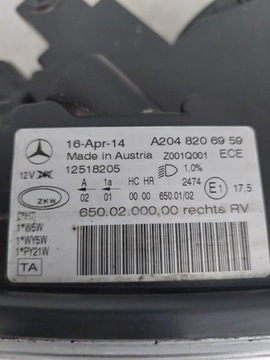 16-Apr-14 A204 820 69 59
Made in Austria Z001Q001 ECE
12518205 1,0%
12V A 1a HC HR 2474 E1 17.5
ZKW 02 01 00 00 650.01/02
650.02.000,00 rechts RV
1*W5W
1*WY5W
1*PY21W
TA